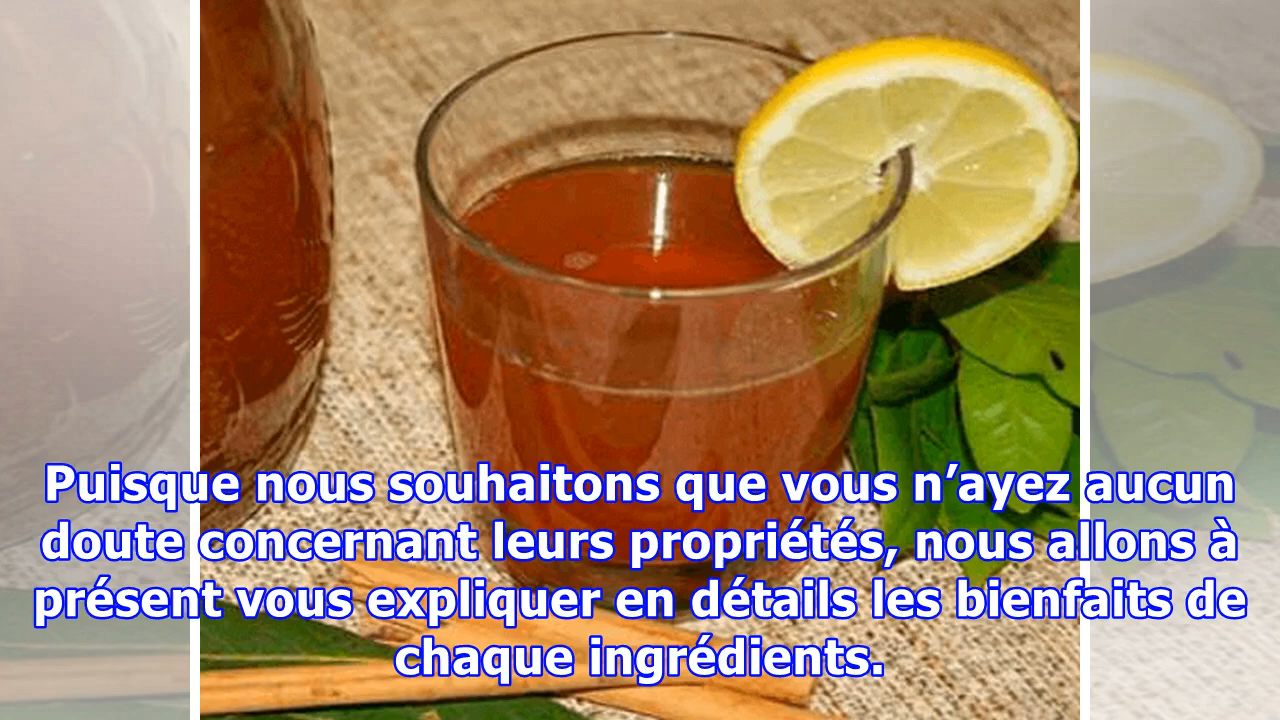 Puisque nous souhaitons que vous n’ayez aucun
doute concernant leurs propriétés, nous allons à
présent vous expliquer en détails les bienfaits de
chaque ingrédients.